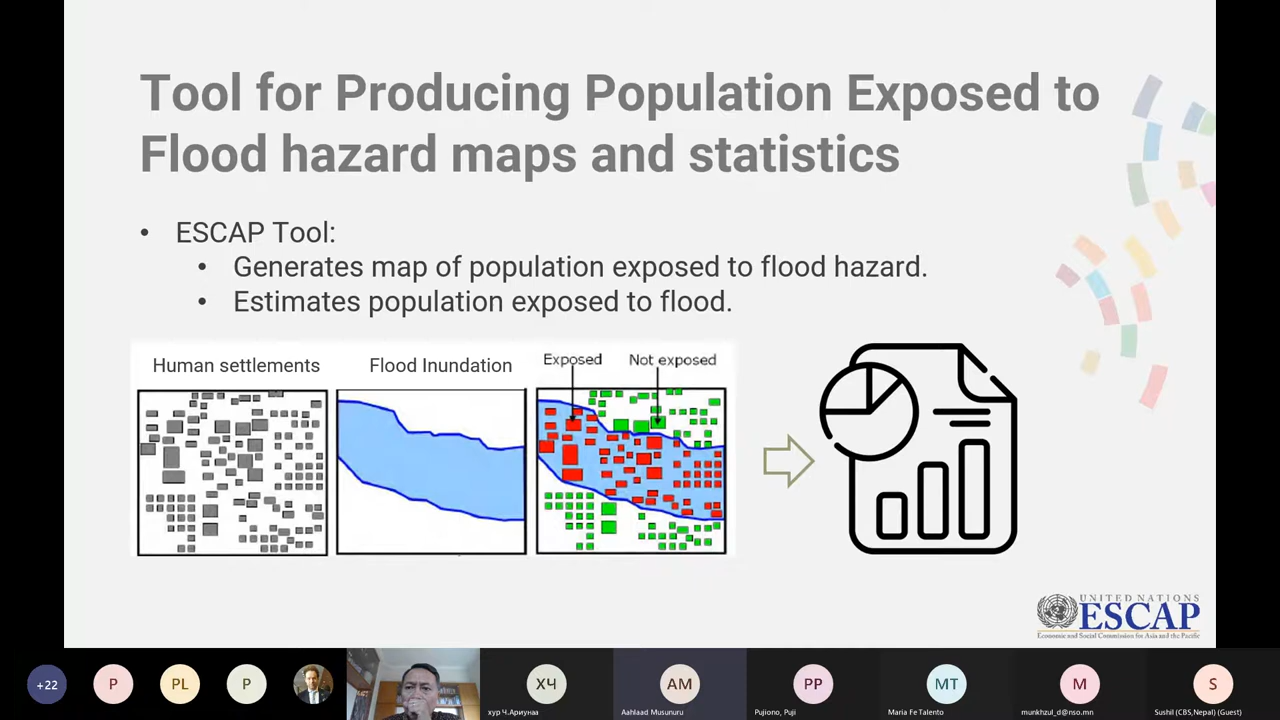 Tool for Producing Population Exposed to
Flood hazard maps and statistics
• ESCAP Tool:
• Generates map of population exposed to flood hazard.
• Estimates population exposed to flood.
Human settlements
Flood Inundation
Exposed
Not exposed
UNITED NATIONS
ESCAP
Economic and Social Commission for Asia and the Pacific
+22
P
PL
P
ХЧ
хур Ч.Ариунаа
AM
Aahlaad Musunuru
PP
Pujiono, Puji
MT
Maria Fe Talento
M
munkhzul_d@nso.mn
S
Sushil (CBS,Nepal) (Guest)